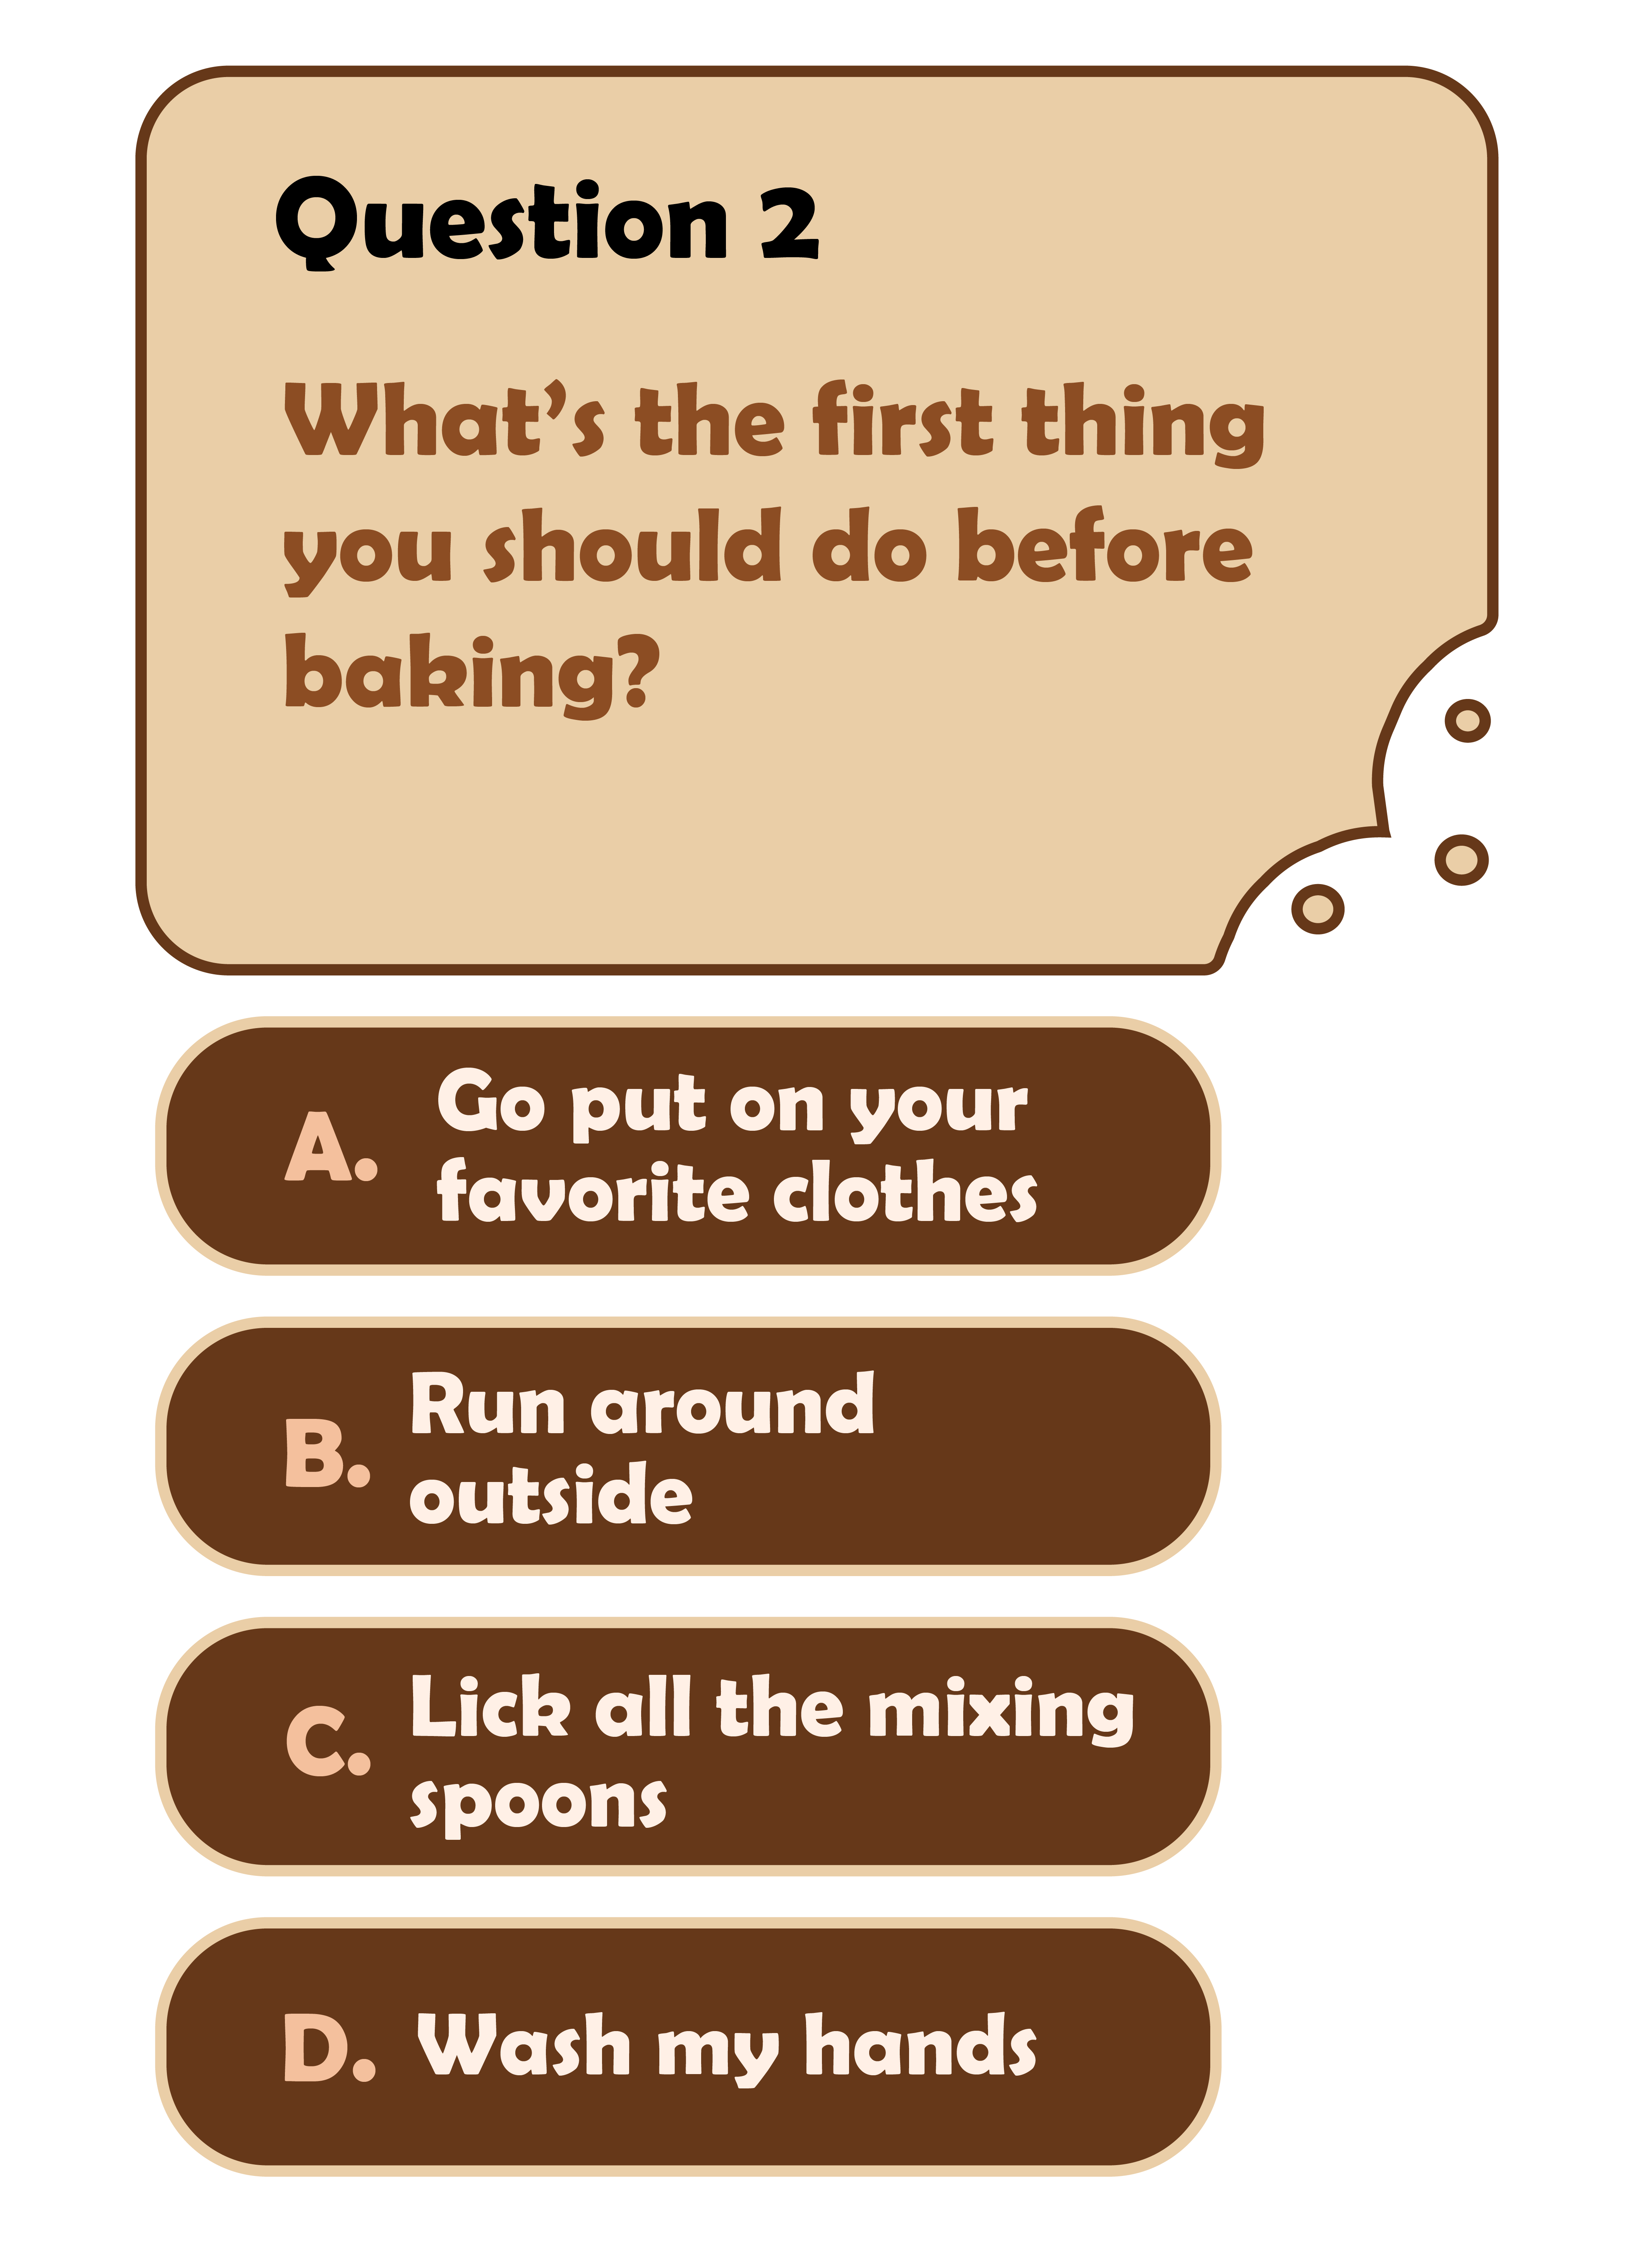 Question 2
What’s the first thing
you should do before
baking?
A. Go put on your
favorite clothes
B. Run around
outside
C. Lick all the mixing
spoons
D. Wash my hands